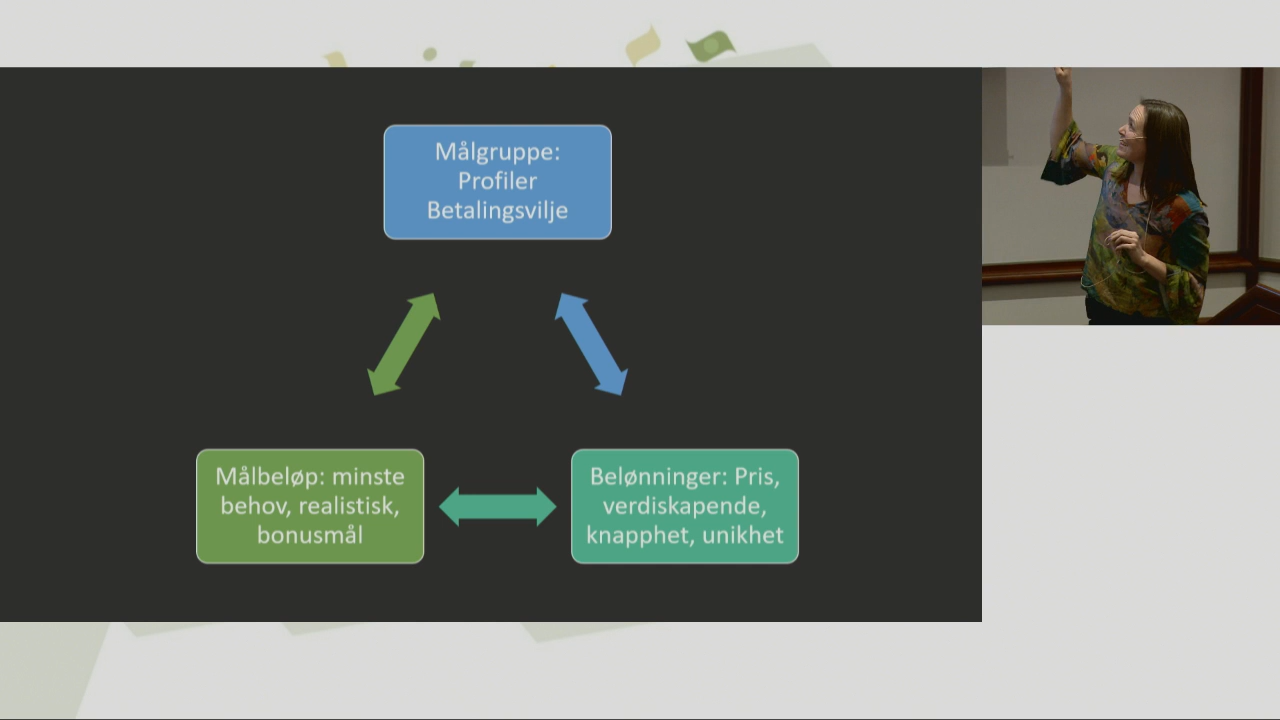 Målgruppe:
Profiler
Betalingsvilje
Målbeløp: minste
behov, realistisk,
bonusmål
Belønninger: Pris,
verdiskapende,
knapphet, unikhet